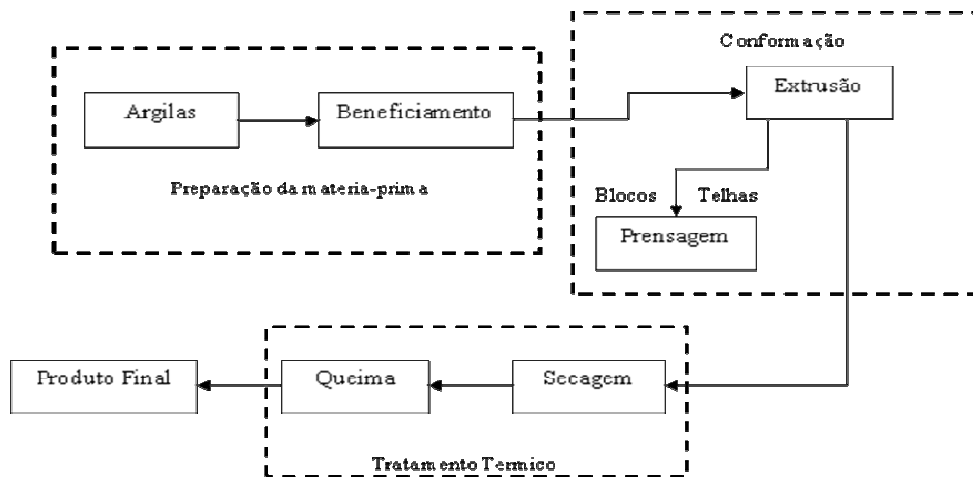 Conformação
Argilas
Beneficiamento
Extrusão
Preparação da materia-prima
Blocos Telhas
Prensagem
Produto Final
Queima
Secagem
Tratamento Termico